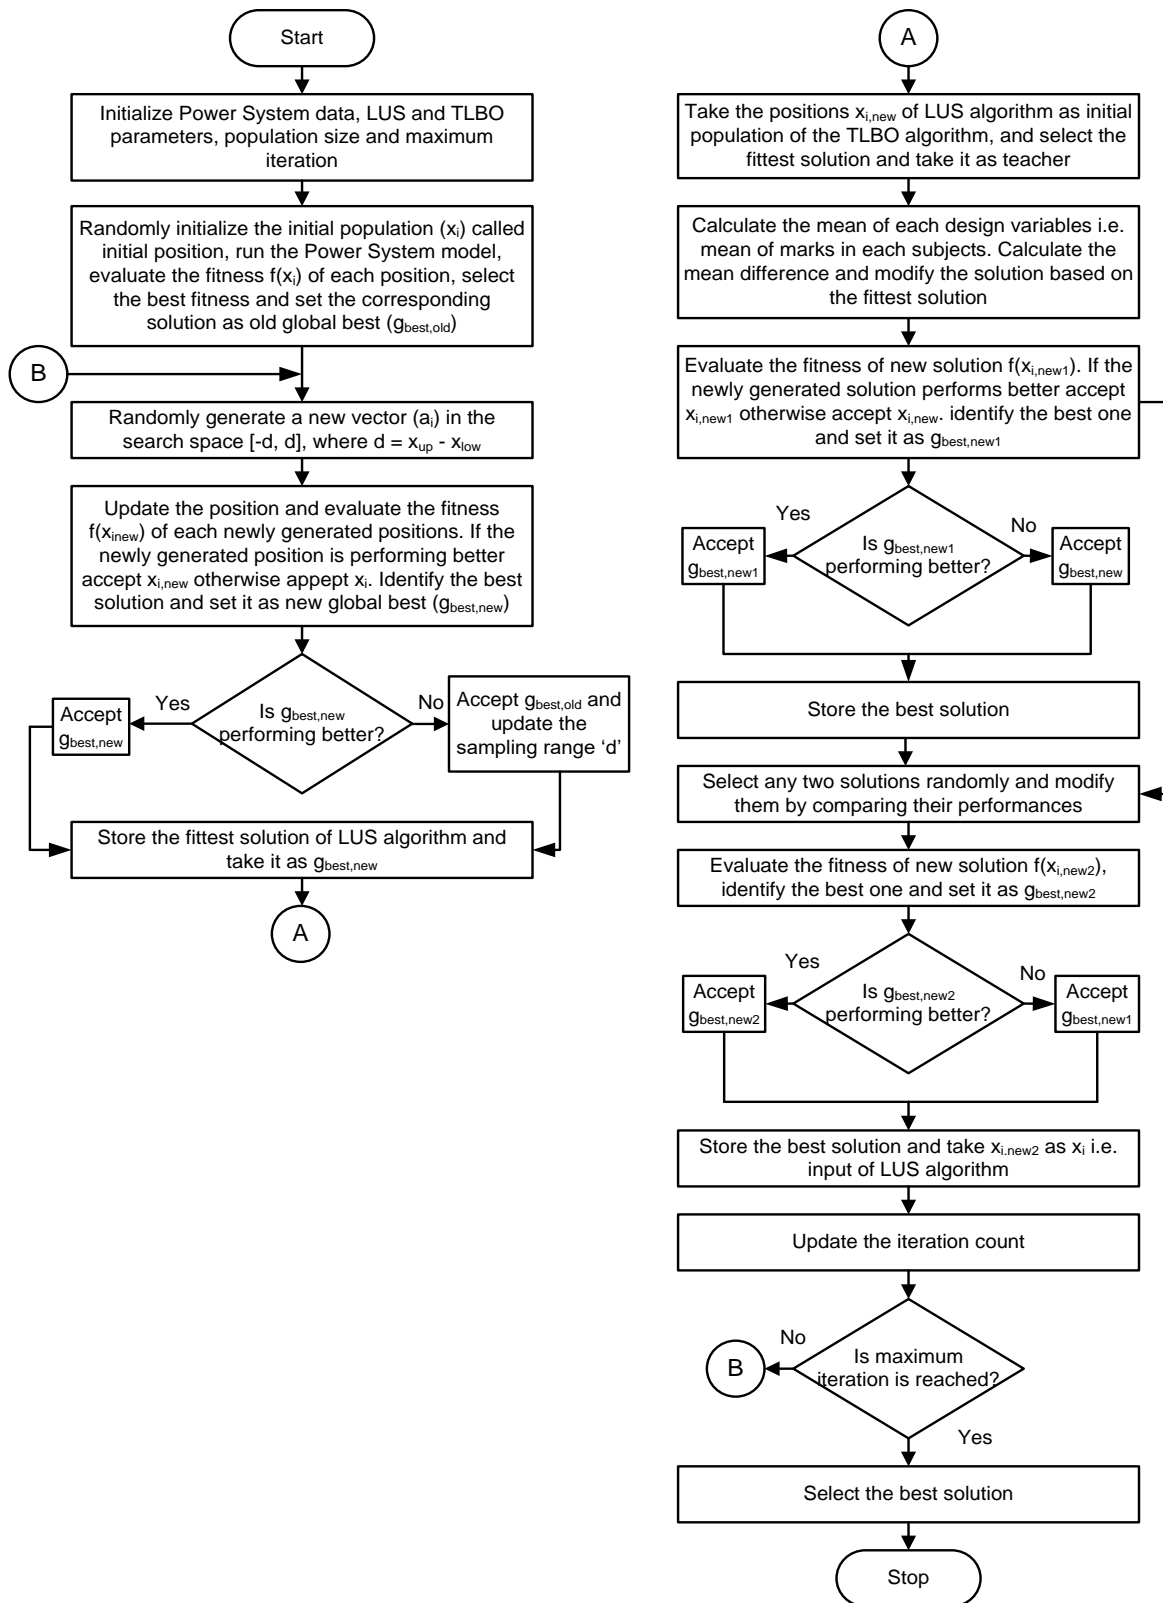 Start
Initialize Power System data, LUS and TLBO
parameters, population size and maximum
iteration
Randomly initialize the initial population (xi) called
initial position, run the Power System model,
evaluate the fitness f(xi) of each position, select
the best fitness and set the corresponding
solution as old global best (gbest,old)
B
Randomly generate a new vector (ai) in the
search space [-d, d], where d = xup - xlow
Update the position and evaluate the fitness
f(xinew) of each newly generated positions. If the
newly generated position is performing better
accept xi,new otherwise appept xi. Identify the best
solution and set it as new global best (gbest,new)
Yes
No
Accept
gbest,new
Is gbest,new
performing better?
Accept gbest,old and
update the
sampling range ‘d’
Store the fittest solution of LUS algorithm and
take it as gbest,new
A
A
Take the positions xi,new of LUS algorithm as initial
population of the TLBO algorithm, and select the
fittest solution and take it as teacher
Calculate the mean of each design variables i.e.
mean of marks in each subjects. Calculate the
mean difference and modify the solution based on
the fittest solution
Evaluate the fitness of new solution f(xi,new1). If the
newly generated solution performs better accept
xi,new1 otherwise accept xi,new. identify the best one
and set it as gbest,new1
Yes
No
Accept
gbest,new1
Is gbest,new1
performing better?
Accept
gbest,new
Store the best solution
Select any two solutions randomly and modify
them by comparing their performances
Evaluate the fitness of new solution f(xi,new2),
identify the best one and set it as gbest,new2
Yes
No
Accept
gbest,new2
Is gbest,new2
performing better?
Accept
gbest,new1
Store the best solution and take xi.new2 as xi i.e.
input of LUS algorithm
Update the iteration count
No
B
Is maximum
iteration is reached?
Yes
Select the best solution
Stop